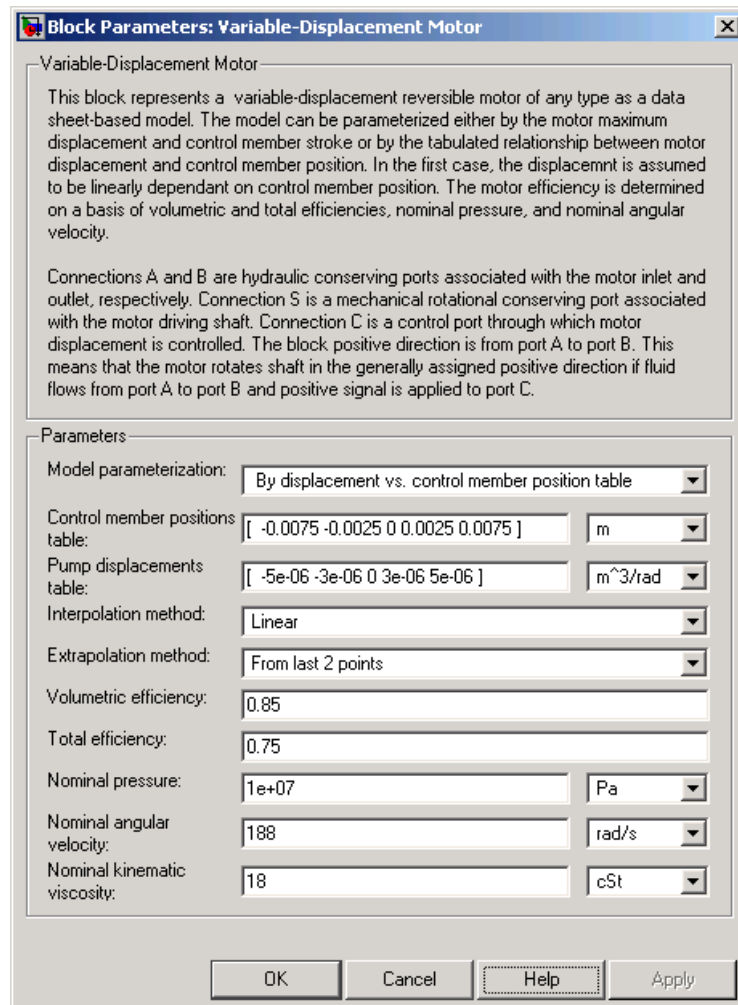 Block Parameters: Variable-Displacement Motor
Variable-Displacement Motor
This block represents a variable-displacement reversible motor of any type as a data
sheet-based model. The model can be parameterized either by the motor maximum
displacement and control member stroke or by the tabulated relationship between motor
displacement and control member position. In the first case, the displacemnt is assumed
to be linearly dependant on control member position. The motor efficiency is determined
on a basis of volumetric and total efficiencies, nominal pressure, and nominal angular
velocity.
Connections A and B are hydraulic conserving ports associated with the motor inlet and
outlet, respectively. Connection S is a mechanical rotational conserving port associated
with the motor driving shaft. Connection C is a control port through which motor
displacement is controlled. The block positive direction is from port A to port B. This
means that the motor rotates shaft in the generally assigned positive direction if fluid
flows from port A to port B and positive signal is applied to port C.
Parameters
Model parameterization: By displacement vs. control member position table
Control member positions
table: [ -0.0075 -0.0025 0 0.0025 0.0075 ] m
Pump displacements
table: [ -5e-06 -3e-06 0 3e-06 5e-06 ] m^3/rad
Interpolation method: Linear
Extrapolation method: From last 2 points
Volumetric efficiency: 0.85
Total efficiency: 0.75
Nominal pressure: 1e+07 Pa
Nominal angular
velocity: 188 rad/s
Nominal kinematic
viscosity: 18 cSt
OK Cancel Help Apply